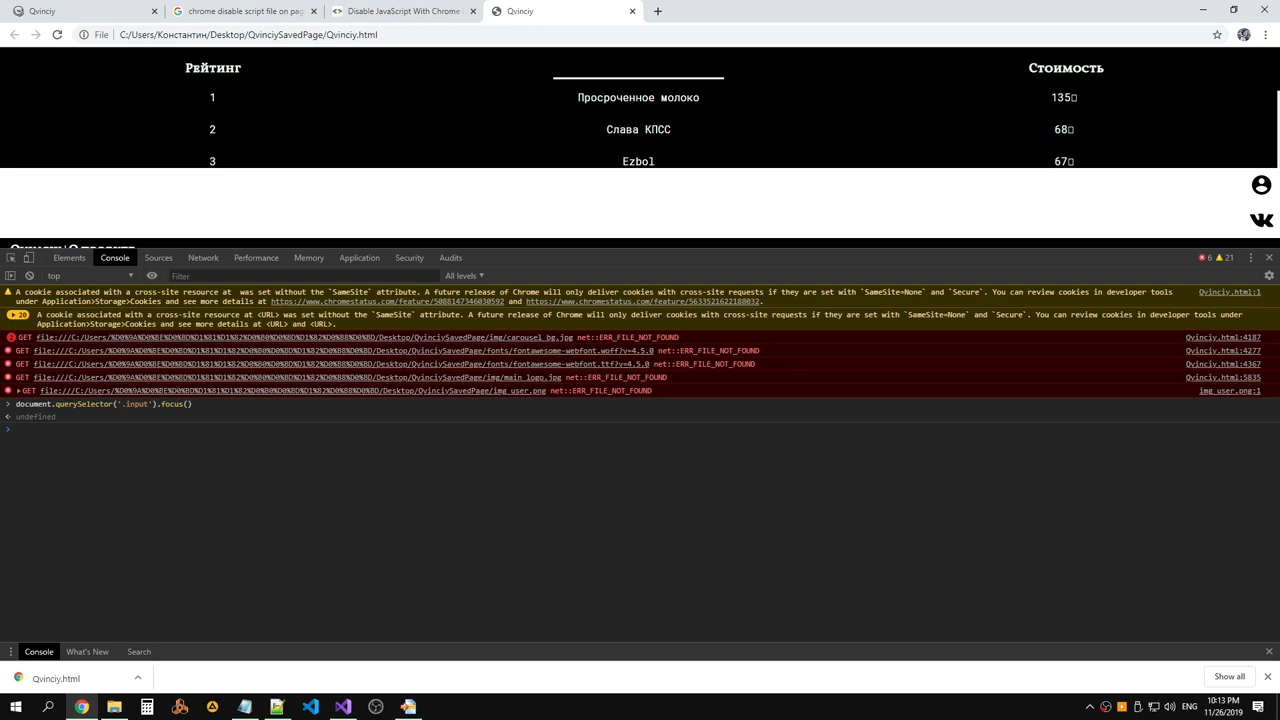 Qvinciy
chrome disable script file on pag
Disable JavaScript With Chrome
Qvinciy
File
C:/Users/Константин/Desktop/QvinciySavedPage/Qvinciy.html
Рейтинг
Стоимость
1 Просроченное молоко 135
2 Слава КПСС 68
3 Ezbol 67
Elements Console Sources Network Performance Memory Application Security Audits 6 21
top Filter All levels
A cookie associated with a cross-site resource at was set without the `SameSite` attribute. A future release of Chrome will only deliver cookies with cross-site requests if they are set with `SameSite=None` and `Secure`. You can review cookies in developer tools Qvinciy.html:1
under Application>Storage>Cookies and see more details at https://www.chromestatus.com/feature/5088147346030592 and https://www.chromestatus.com/feature/5633521622188032.
20 A cookie associated with a cross-site resource at <URL> was set without the `SameSite` attribute. A future release of Chrome will only deliver cookies with cross-site requests if they are set with `SameSite=None` and `Secure`. You can review cookies in developer tools under
Application>Storage>Cookies and see more details at <URL> and <URL>.
2 GET file:///C:/Users/%D0%9A%D0%BE%D0%BD%D1%81%D1%82%D0%B0%D0%BD%D1%82%D0%B8%D0%BD/Desktop/QvinciySavedPage/img/carousel_bg.jpg net::ERR_FILE_NOT_FOUND Qvinciy.html:4187
GET file:///C:/Users/%D0%9A%D0%BE%D0%BD%D1%81%D1%82%D0%B0%D0%BD%D1%82%D0%B8%D0%BD/Desktop/QvinciySavedPage/fonts/fontawesome-webfont.woff?v=4.5.0 net::ERR_FILE_NOT_FOUND Qvinciy.html:4277
GET file:///C:/Users/%D0%9A%D0%BE%D0%BD%D1%81%D1%82%D0%B0%D0%BD%D1%82%D0%B8%D0%BD/Desktop/QvinciySavedPage/fonts/fontawesome-webfont.ttf?v=4.5.0 net::ERR_FILE_NOT_FOUND Qvinciy.html:4367
GET file:///C:/Users/%D0%9A%D0%BE%D0%BD%D1%81%D1%82%D0%B0%D0%BD%D1%82%D0%B8%D0%BD/Desktop/QvinciySavedPage/img/main_logo.jpg net::ERR_FILE_NOT_FOUND Qvinciy.html:5835
GET file:///C:/Users/%D0%9A%D0%BE%D0%BD%D1%81%D1%82%D0%B0%D0%BD%D1%82%D0%B8%D0%BD/Desktop/QvinciySavedPage/img_user.png net::ERR_FILE_NOT_FOUND img_user.png:1
document.querySelector('.input').focus()
undefined
Console What's New Search
Qvinciy.html
Show all
ENG
10:13 PM
11/26/2019